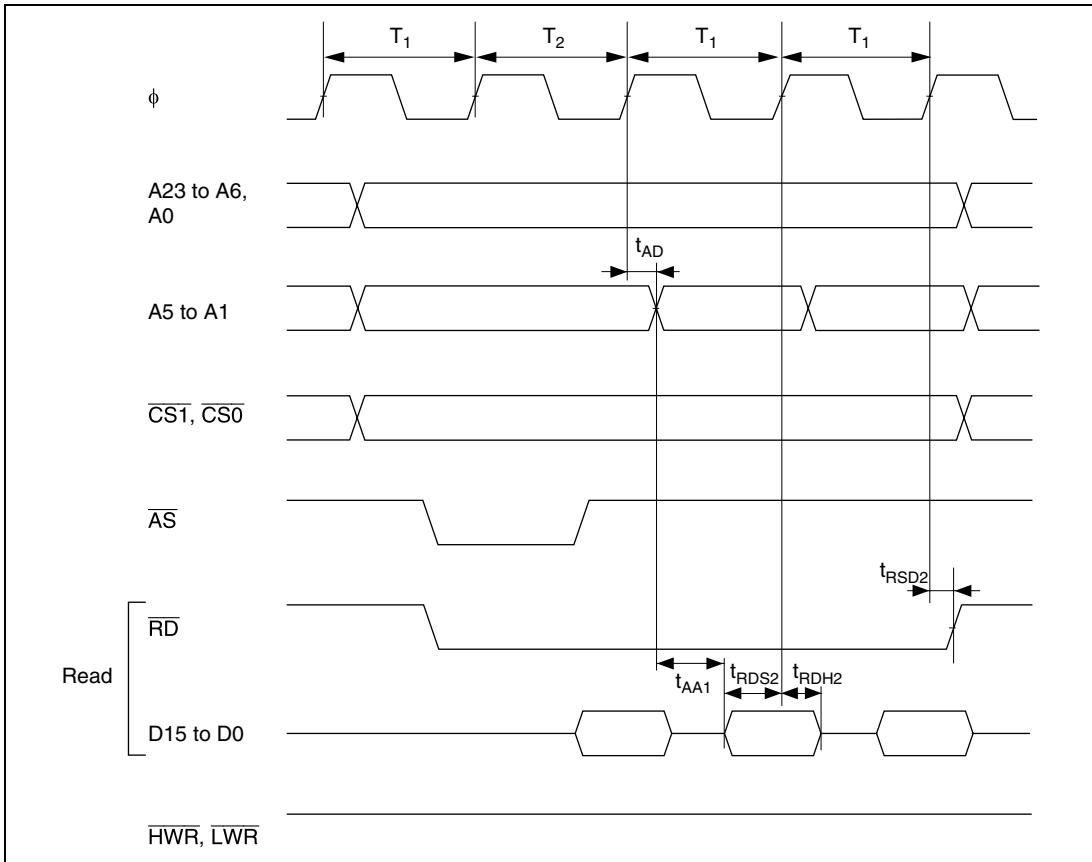 T1 T2 T1 T1
φ
A23 to A6,
A0
tAD
A5 to A1
CS1, CS0
AS
tRSD2
RD
Read
tAA1 tRDS2 tRDH2
D15 to D0
HWR, LWR